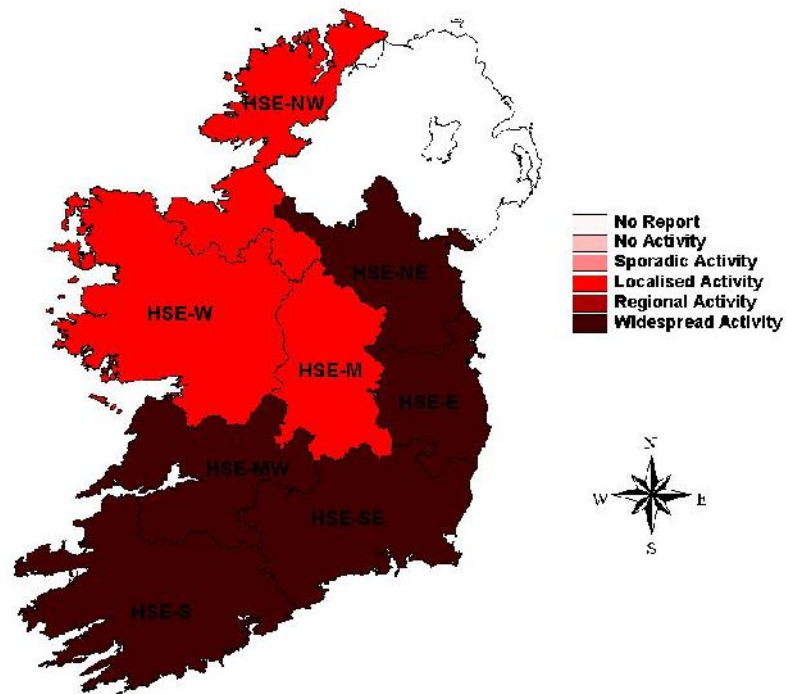 HSE-NW
HSE-NE
HSE-W
HSE-M
HSE-E
HSE-MW
HSE-SE
HSE-S
No Report
No Activity
Sporadic Activity
Localised Activity
Regional Activity
Widespread Activity
N
W E
S